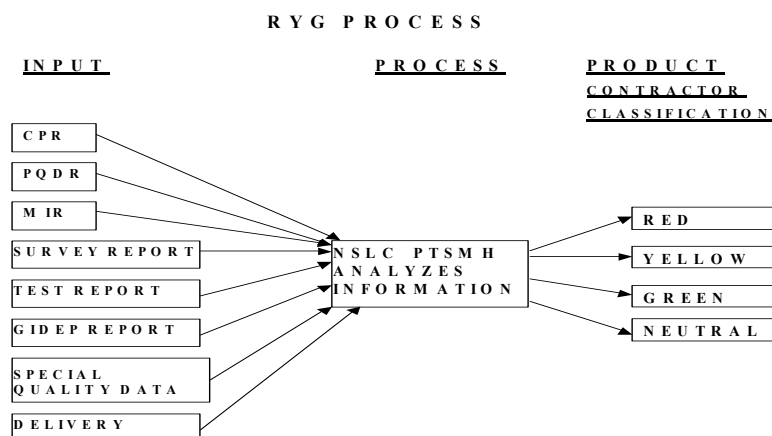 RYG PROCESS
INPUT
PROCESS
PRODUCT
CONTRACTOR
CLASSIFICATION
CPR
PQDR
MIR
SURVEY REPORT
TEST REPORT
GIDEP REPORT
SPECIAL
QUALITY DATA
DELIVERY
NSLC PTSMH
ANALYZES
INFORMATION
RED
YELLOW
GREEN
NEUTRAL